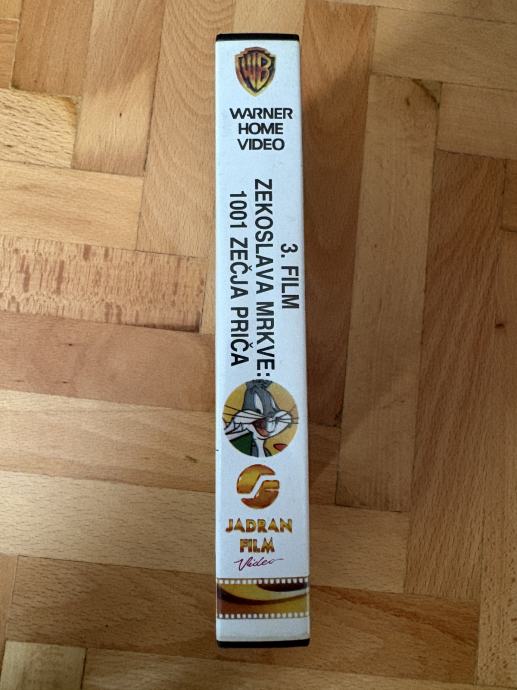 WB
WARNER
HOME
VIDEO
3. FILM
ZEKOSLAVA MRKVE:
1001 ZEČJA PRIČA
JADRAN
FILM
Video